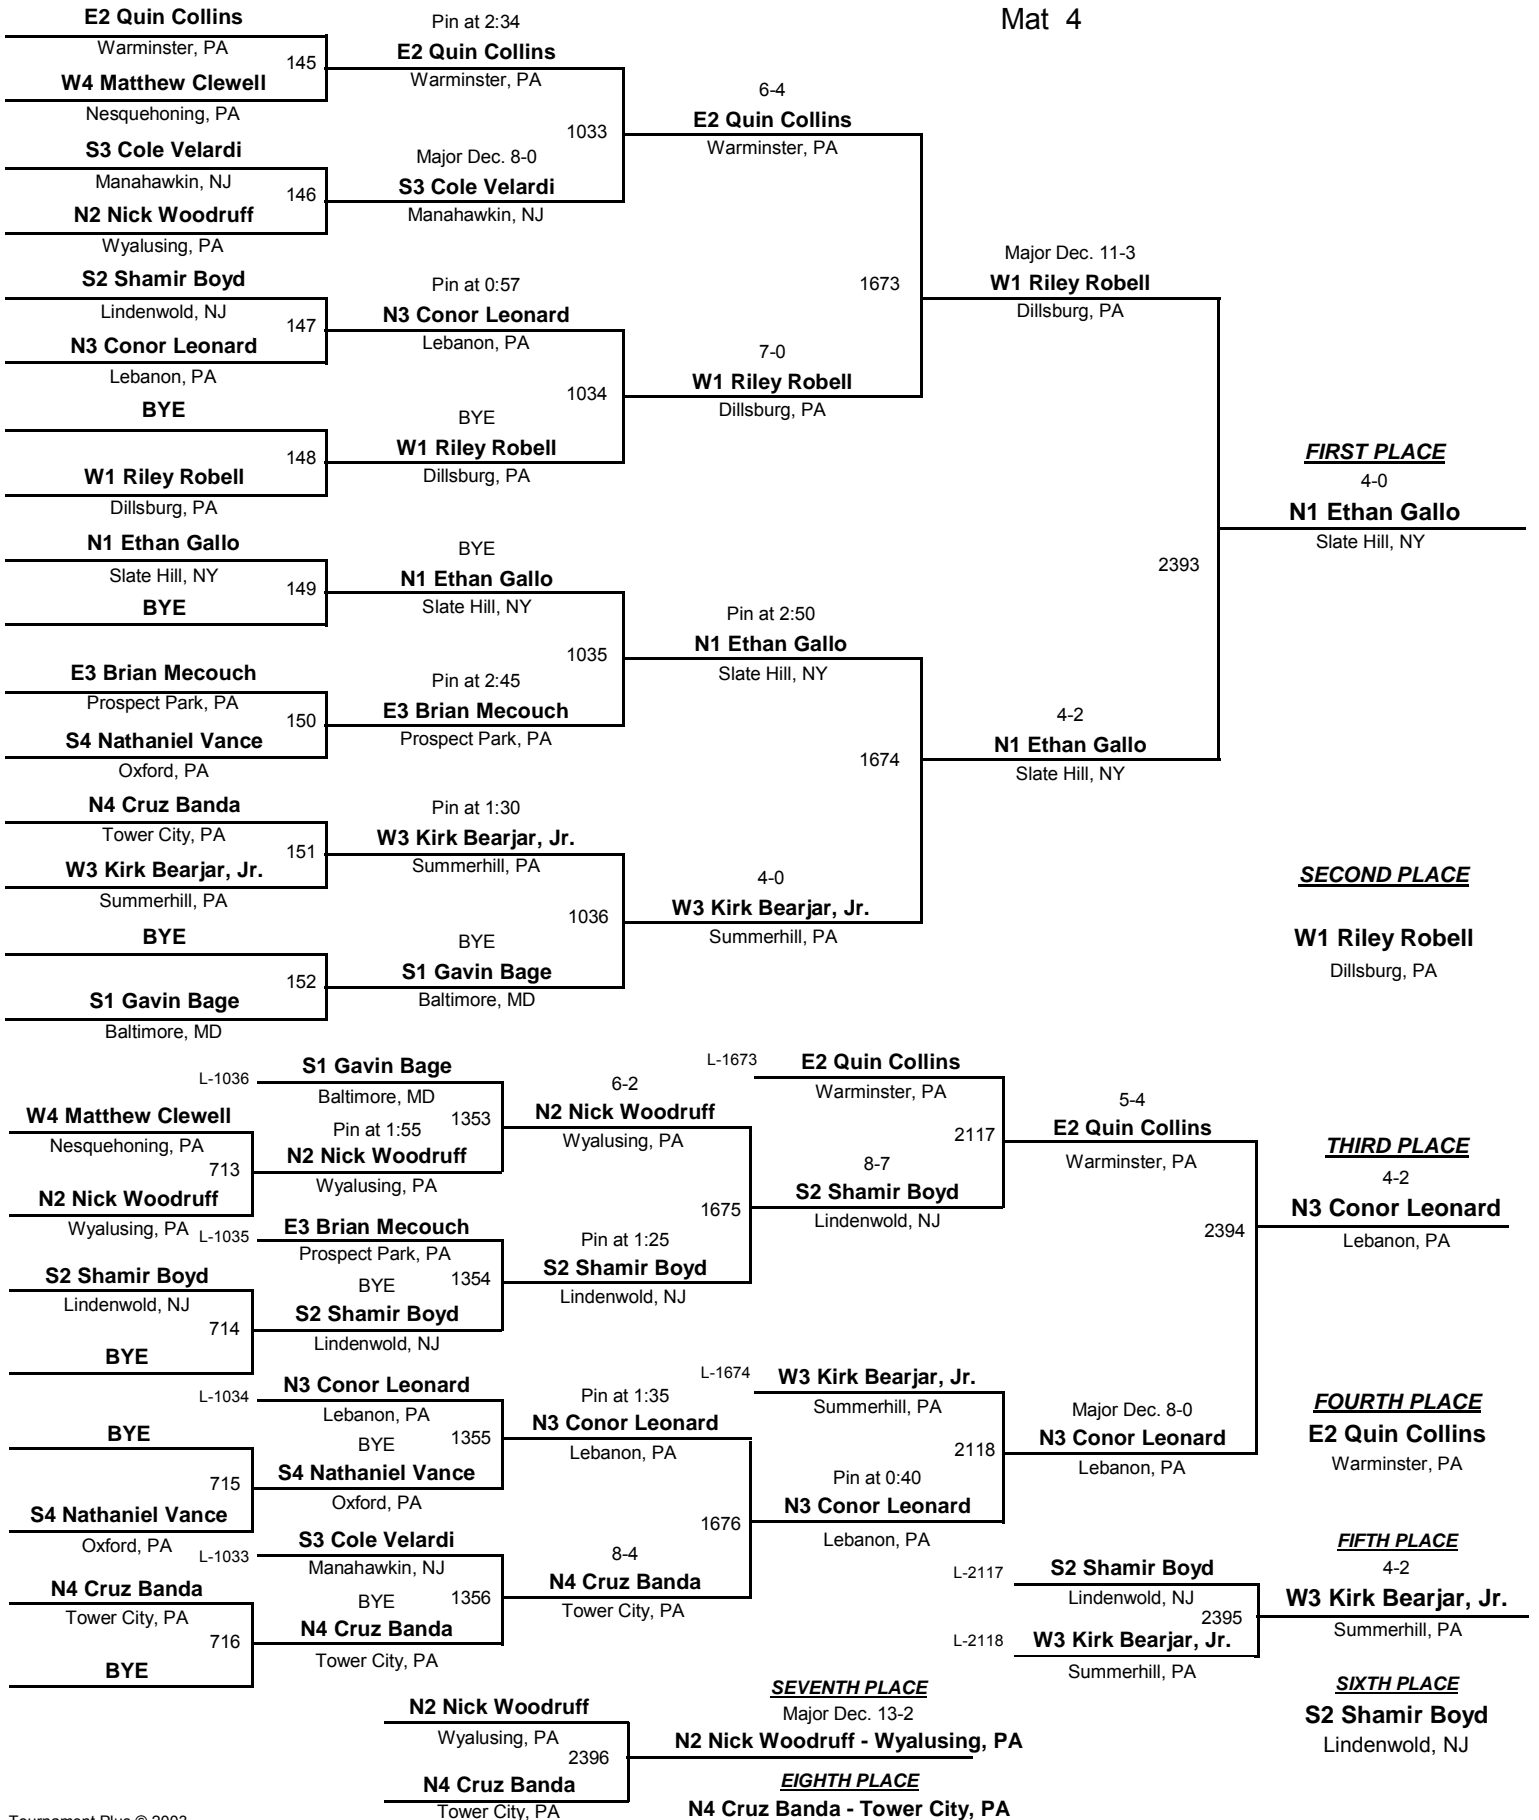 Mat 4
E2 Quin Collins
Warminster, PA
145
W4 Matthew Clewell
Nesquehoning, PA
S3 Cole Velardi
Manahawkin, NJ
146
N2 Nick Woodruff
Wyalusing, PA
S2 Shamir Boyd
Lindenwold, NJ
147
N3 Conor Leonard
Lebanon, PA
BYE
148
W1 Riley Robell
Dillsburg, PA
N1 Ethan Gallo
Slate Hill, NY
149
BYE
E3 Brian Mecouch
Prospect Park, PA
150
S4 Nathaniel Vance
Oxford, PA
N4 Cruz Banda
Tower City, PA
151
W3 Kirk Bearjar, Jr.
Summerhill, PA
BYE
152
S1 Gavin Bage
Baltimore, MD
Pin at 2:34
E2 Quin Collins
Warminster, PA
1033
Major Dec. 8-0
S3 Cole Velardi
Manahawkin, NJ
Pin at 0:57
N3 Conor Leonard
Lebanon, PA
1034
BYE
W1 Riley Robell
Dillsburg, PA
BYE
N1 Ethan Gallo
Slate Hill, NY
1035
Pin at 2:45
E3 Brian Mecouch
Prospect Park, PA
Pin at 1:30
W3 Kirk Bearjar, Jr.
Summerhill, PA
1036
BYE
S1 Gavin Bage
Baltimore, MD
6-4
E2 Quin Collins
Warminster, PA
1673
7-0
W1 Riley Robell
Dillsburg, PA
Pin at 2:50
N1 Ethan Gallo
Slate Hill, NY
1674
4-0
W3 Kirk Bearjar, Jr.
Summerhill, PA
Major Dec. 11-3
W1 Riley Robell
Dillsburg, PA
2393
4-2
N1 Ethan Gallo
Slate Hill, NY
FIRST PLACE
4-0
N1 Ethan Gallo
Slate Hill, NY
SECOND PLACE
W1 Riley Robell
Dillsburg, PA
W4 Matthew Clewell
Nesquehoning, PA
713
N2 Nick Woodruff
Wyalusing, PA
S2 Shamir Boyd
Lindenwold, NJ
714
BYE
BYE
715
S4 Nathaniel Vance
Oxford, PA
N4 Cruz Banda
Tower City, PA
716
BYE
L-1036
S1 Gavin Bage
Baltimore, MD
1353
Pin at 1:55
N2 Nick Woodruff
Wyalusing, PA
L-1035
E3 Brian Mecouch
Prospect Park, PA
1354
BYE
S2 Shamir Boyd
Lindenwold, NJ
L-1034
N3 Conor Leonard
Lebanon, PA
1355
BYE
S4 Nathaniel Vance
Oxford, PA
L-1033
S3 Cole Velardi
Manahawkin, NJ
1356
BYE
N4 Cruz Banda
Tower City, PA
6-2
N2 Nick Woodruff
Wyalusing, PA
1675
Pin at 1:25
S2 Shamir Boyd
Lindenwold, NJ
Pin at 1:35
N3 Conor Leonard
Lebanon, PA
1676
8-4
N4 Cruz Banda
Tower City, PA
L-1673
E2 Quin Collins
Warminster, PA
2117
8-7
S2 Shamir Boyd
Lindenwold, NJ
L-1674
W3 Kirk Bearjar, Jr.
Summerhill, PA
2118
Pin at 0:40
N3 Conor Leonard
Lebanon, PA
5-4
E2 Quin Collins
Warminster, PA
2394
Major Dec. 8-0
N3 Conor Leonard
Lebanon, PA
THIRD PLACE
4-2
N3 Conor Leonard
Lebanon, PA
FOURTH PLACE
E2 Quin Collins
Warminster, PA
L-2117
S2 Shamir Boyd
Lindenwold, NJ
2395
L-2118
W3 Kirk Bearjar, Jr.
Summerhill, PA
FIFTH PLACE
4-2
W3 Kirk Bearjar, Jr.
Summerhill, PA
SIXTH PLACE
S2 Shamir Boyd
Lindenwold, NJ
N2 Nick Woodruff
Wyalusing, PA
2396
N4 Cruz Banda
Tower City, PA
SEVENTH PLACE
Major Dec. 13-2
N2 Nick Woodruff - Wyalusing, PA
EIGHTH PLACE
N4 Cruz Banda - Tower City, PA
Tournament Plus © 2003